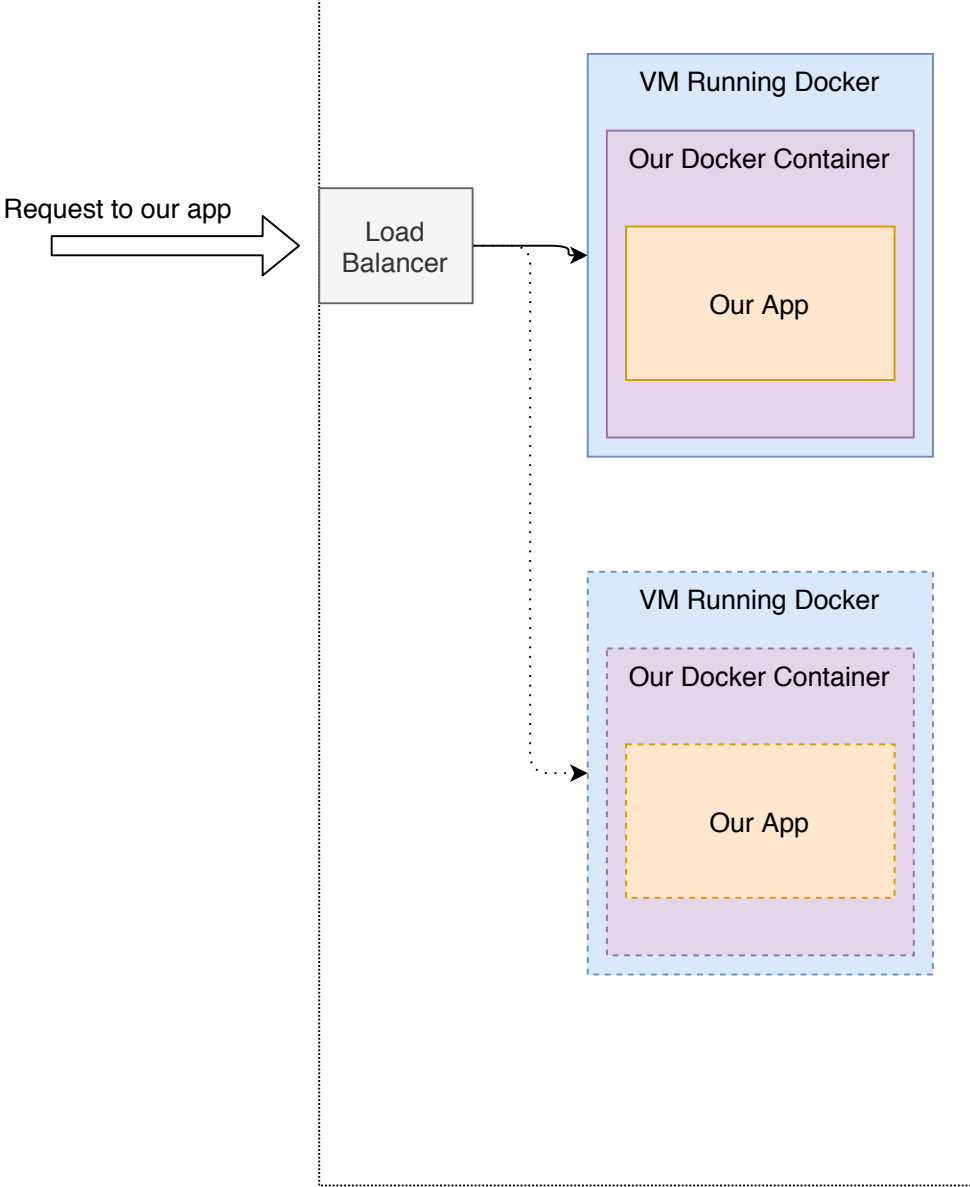 VM Running Docker
Our Docker Container
Request to our app
Load
Balancer
Our App
VM Running Docker
Our Docker Container
Our App